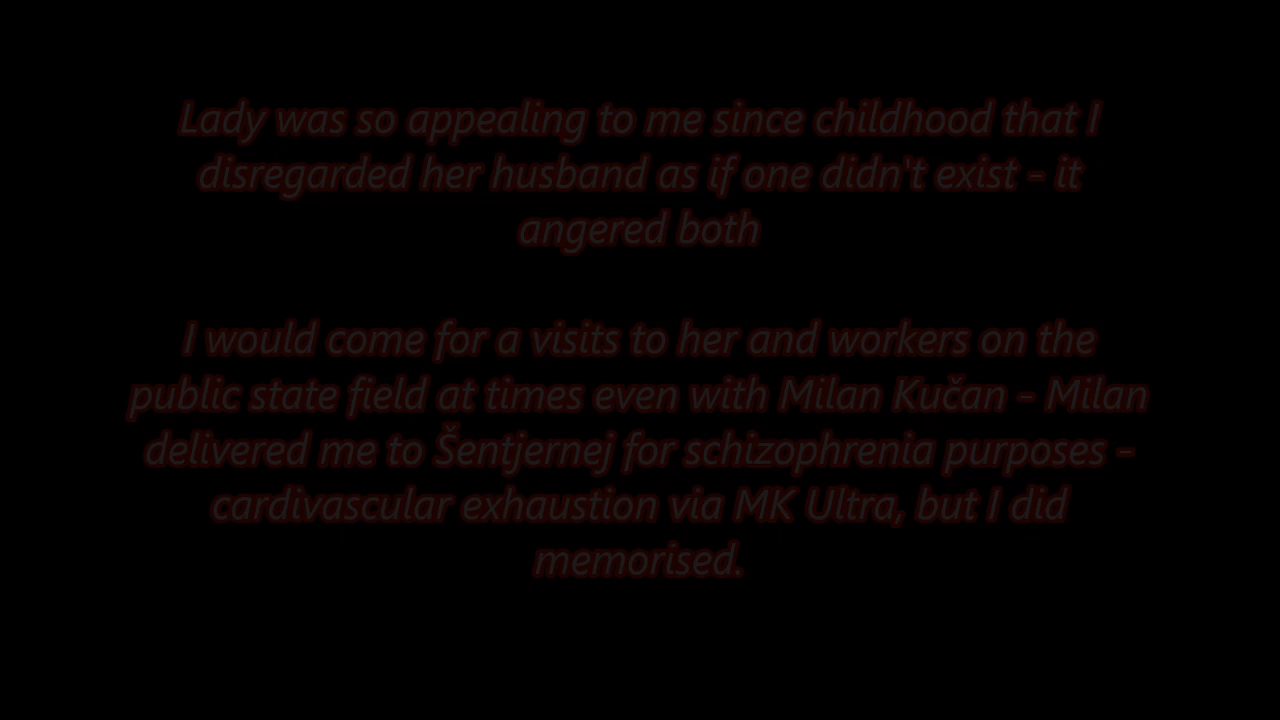 Lady was so appealing to me since childhood that I
disregarded her husband as if one didn't exist - it
angered both
I would come for a visits to her and workers on the
public state field at times even with Milan Kučan - Milan
delivered me to Šentjernej for schizophrenia purposes -
cardivascular exhaustion via MK Ultra, but I did
memorised.